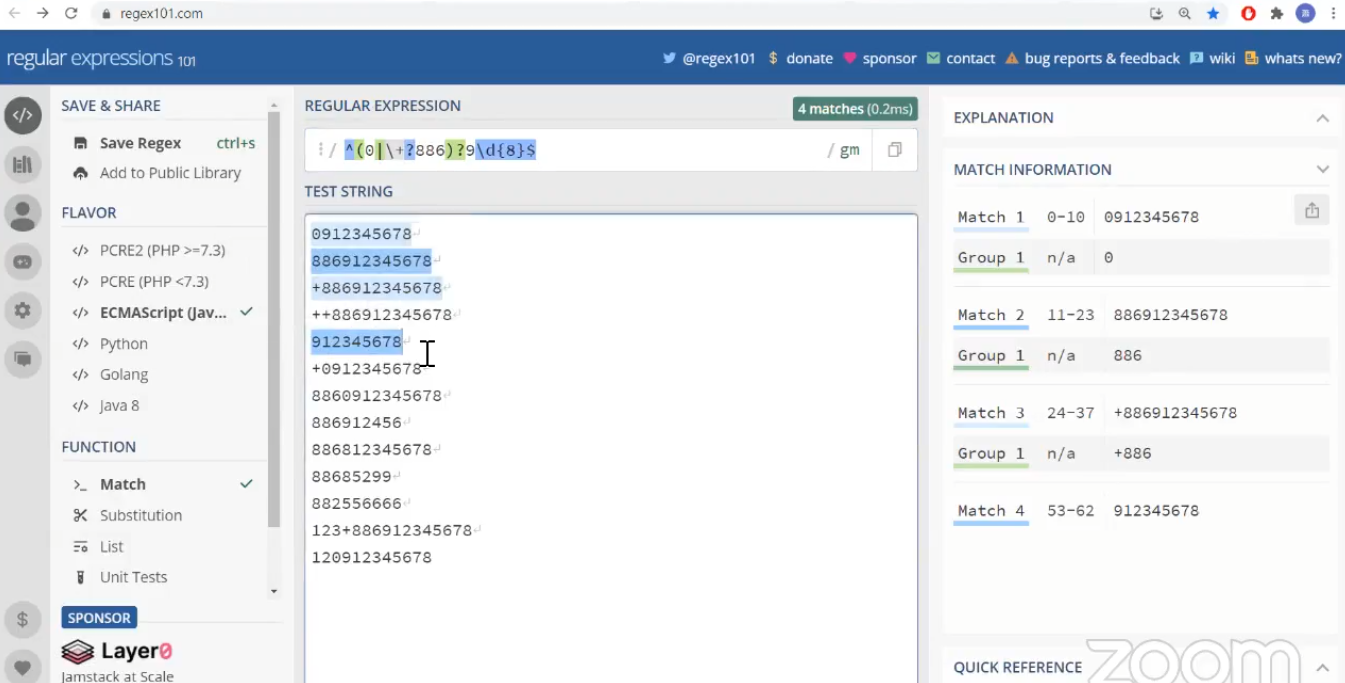 regex101.com
regular expressions 101
@regex101 $ donate sponsor contact bug reports & feedback wiki whats new?
SAVE & SHARE
Save Regex ctrl+s
Add to Public Library
FLAVOR
</> PCRE2 (PHP >=7.3)
</> PCRE (PHP <7.3)
</> ECMAScript (Jav...
</> Python
</> Golang
</> Java 8
FUNCTION
>_ Match
Substitution
List
Unit Tests
SPONSOR
Layer0
Jamstack at Scale
REGULAR EXPRESSION
4 matches (0.2ms)
/ ^(0|\+?886)?9\d{8}$ / gm
TEST STRING
0912345678
886912345678
+886912345678
++886912345678
912345678
+0912345678
8860912345678
886912456
886812345678
88685299
882556666
123+886912345678
120912345678
EXPLANATION
MATCH INFORMATION
Match 1 0-10 0912345678
Group 1 n/a 0
Match 2 11-23 886912345678
Group 1 n/a 886
Match 3 24-37 +886912345678
Group 1 n/a +886
Match 4 53-62 912345678
QUICK REFERENCE
zoom